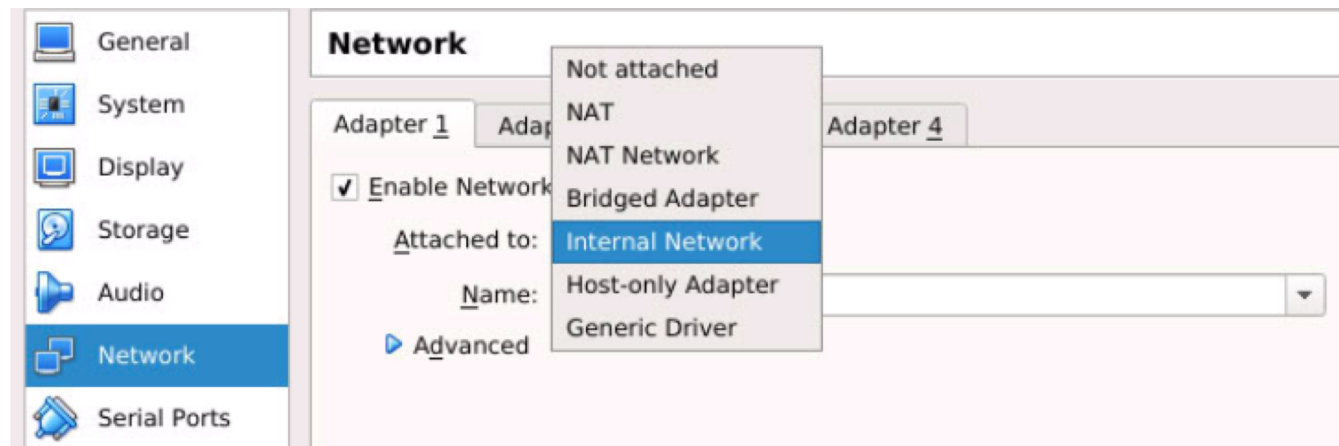 General
System
Display
Storage
Audio
Network
Serial Ports
Network
Adapter 1 Adap Adapter 4
Enable Network
Attached to:
Name:
Advanced
Not attached
NAT
NAT Network
Bridged Adapter
Internal Network
Host-only Adapter
Generic Driver